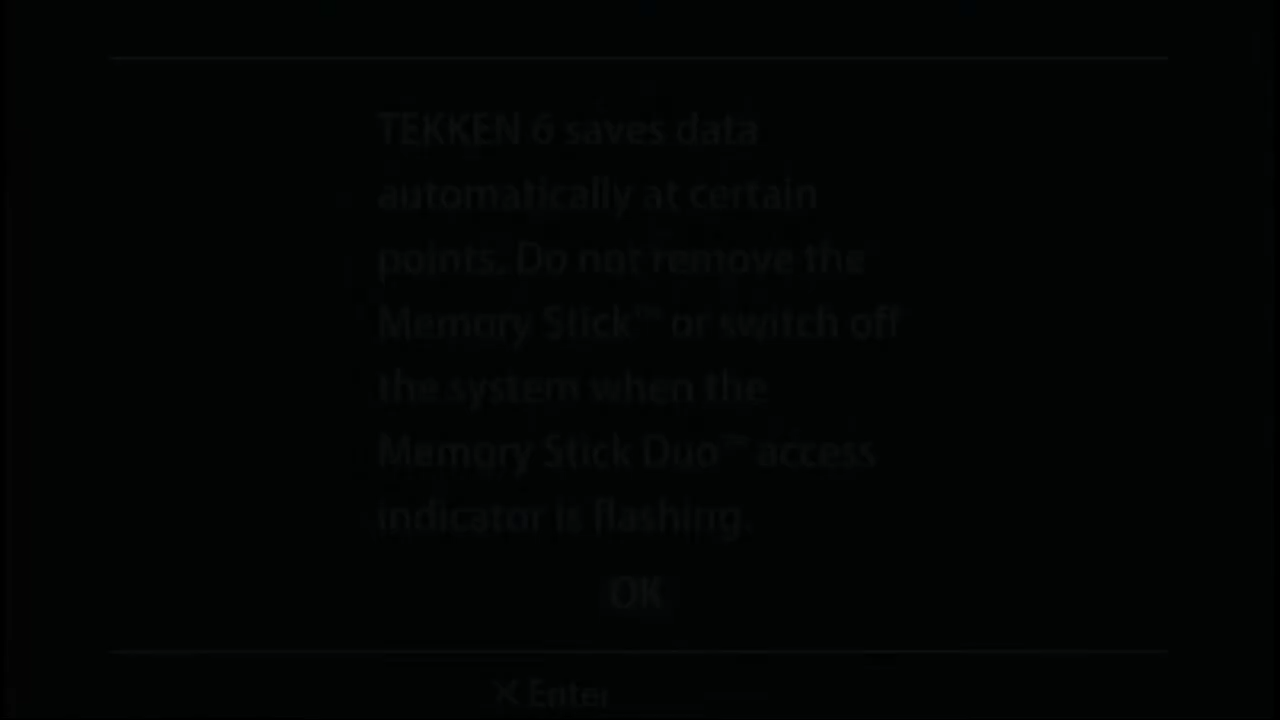 TEKKEN 6 saves data
automatically at certain
points. Do not remove the
Memory Stick™ or switch off
the system when the
Memory Stick Duo™ access
indicator is flashing.
OK
✕ Enter